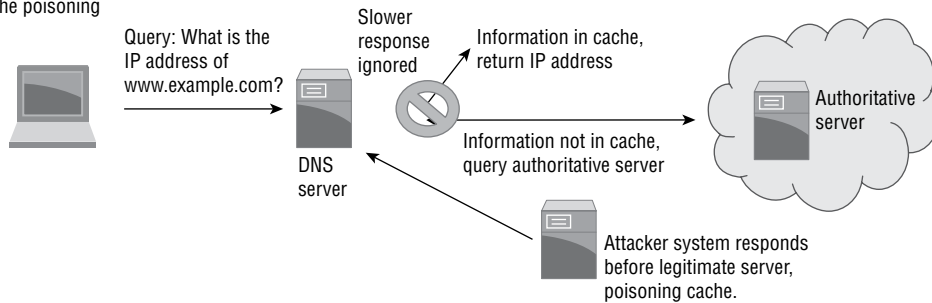 he poisoning
Query: What is the
IP address of
www.example.com?
Slower
response
ignored
Information in cache,
return IP address
Authoritative
server
Information not in cache,
query authoritative server
DNS
server
Attacker system responds
before legitimate server,
poisoning cache.